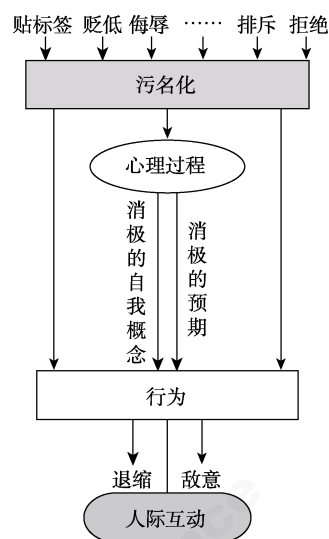 贴标签 贬低 侮辱 …… 排斥 拒绝
污名化
心理过程
消极的自我概念
消极的预期
行为
退缩 敌意
人际互动